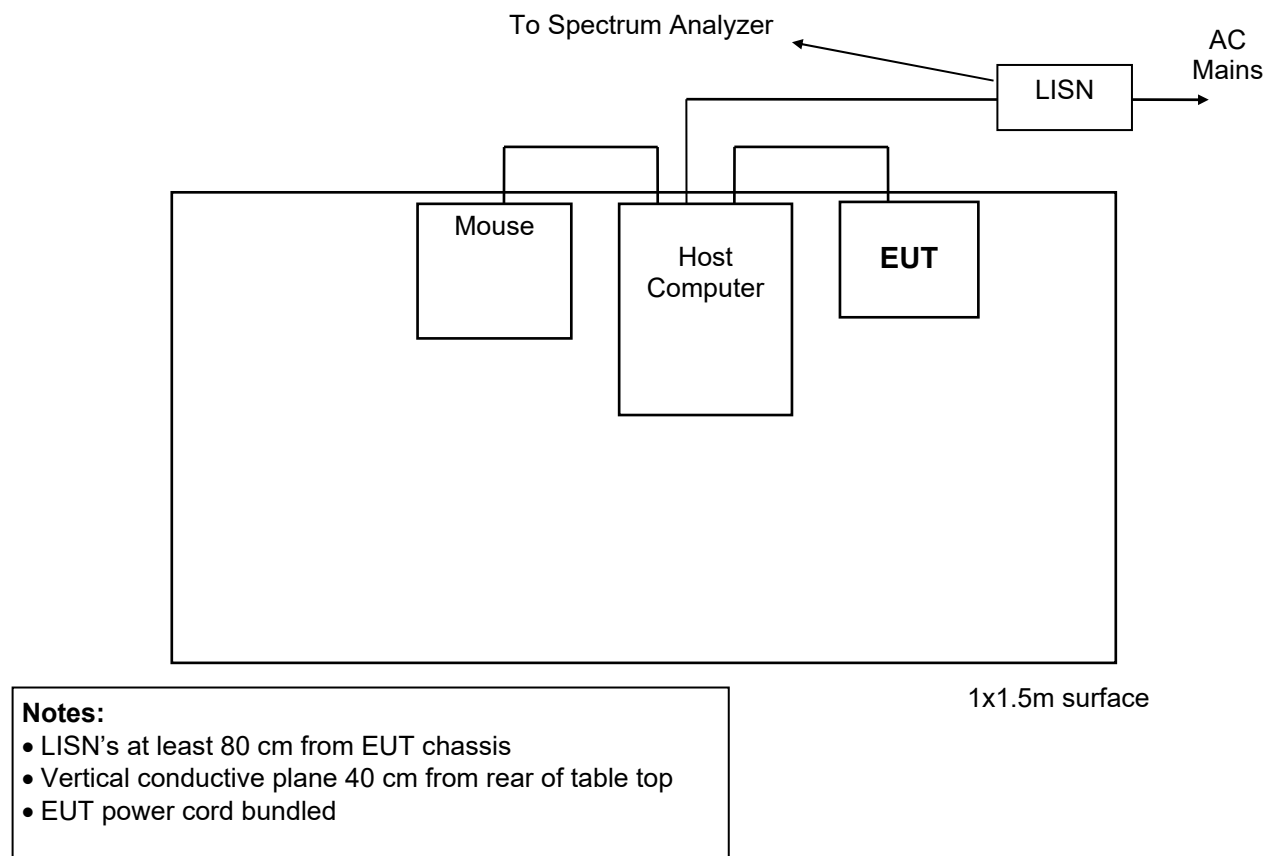 To Spectrum Analyzer
AC
Mains
LISN
Mouse
Host
Computer
EUT
1x1.5m surface
Notes:
• LISN’s at least 80 cm from EUT chassis
• Vertical conductive plane 40 cm from rear of table top
• EUT power cord bundled